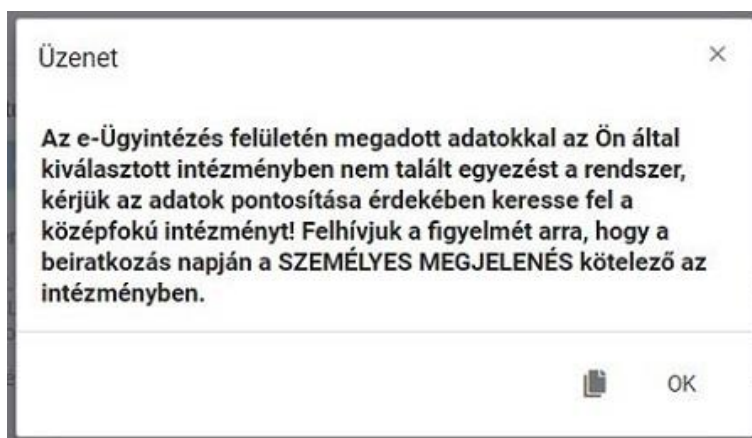 Üzenet
Az e-Ügyintézés felületén megadott adatokkal az Ön által
kiválasztott intézményben nem talált egyezést a rendszer,
kérjük az adatok pontosítása érdekében keresse fel a
középfokú intézményt! Felhívjuk a figyelmét arra, hogy a
beiratkozás napján a SZEMÉLYES MEGJELENÉS kötelező az
intézményben.
OK